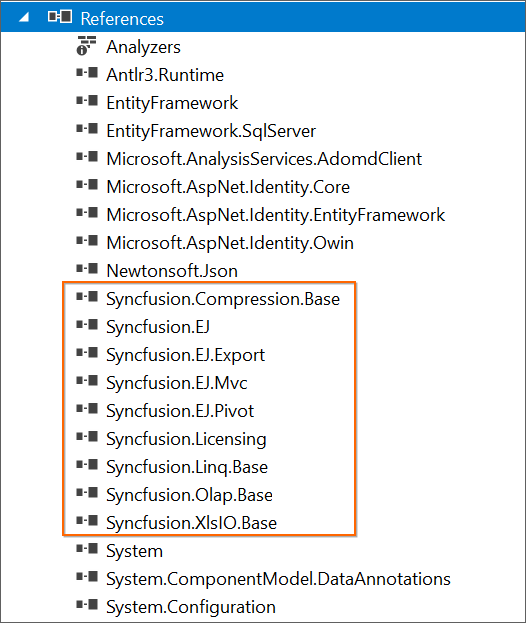 References
Analyzers
Antlr3.Runtime
EntityFramework
EntityFramework.SqlServer
Microsoft.AnalysisServices.AdomdClient
Microsoft.AspNet.Identity.Core
Microsoft.AspNet.Identity.EntityFramework
Microsoft.AspNet.Identity.Owin
Newtonsoft.Json
Syncfusion.Compression.Base
Syncfusion.EJ
Syncfusion.EJ.Export
Syncfusion.EJ.Mvc
Syncfusion.EJ.Pivot
Syncfusion.Licensing
Syncfusion.Linq.Base
Syncfusion.Olap.Base
Syncfusion.XlsIO.Base
System
System.ComponentModel.DataAnnotations
System.Configuration